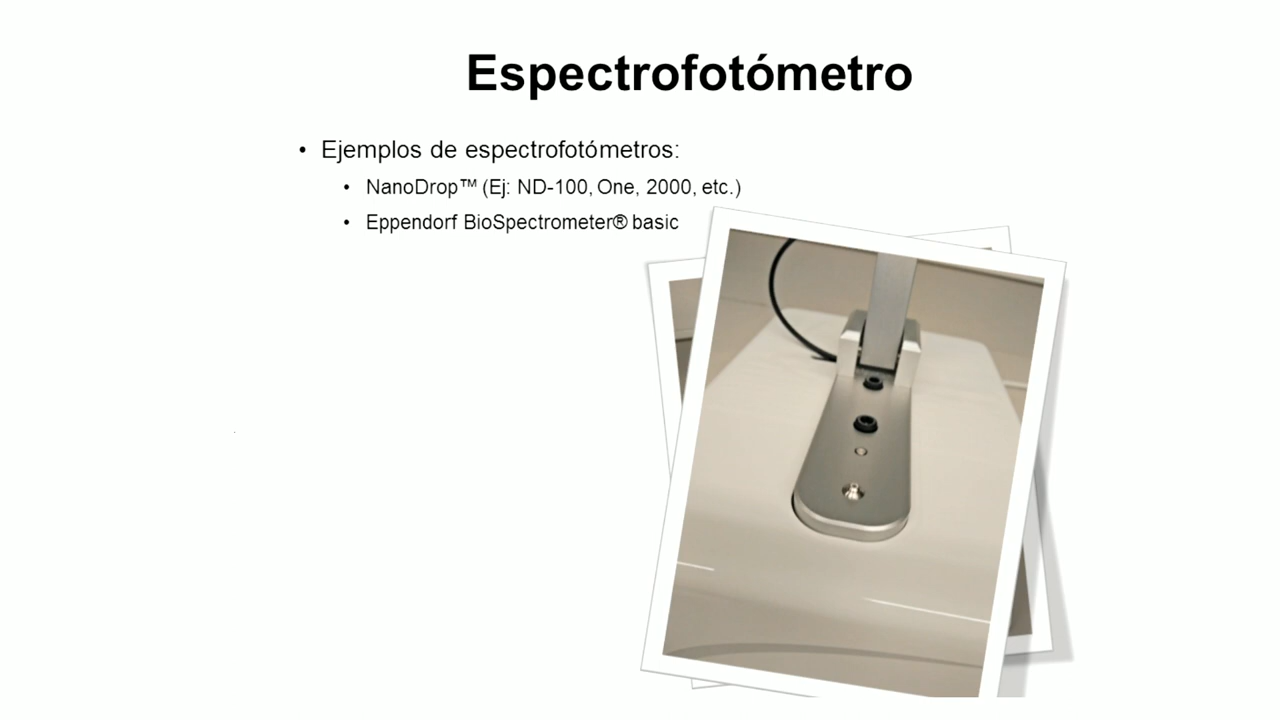 Espectrofotómetro
• Ejemplos de espectrofotómetros:
• NanoDrop™ (Ej: ND-100, One, 2000, etc.)
• Eppendorf BioSpectrometer® basic